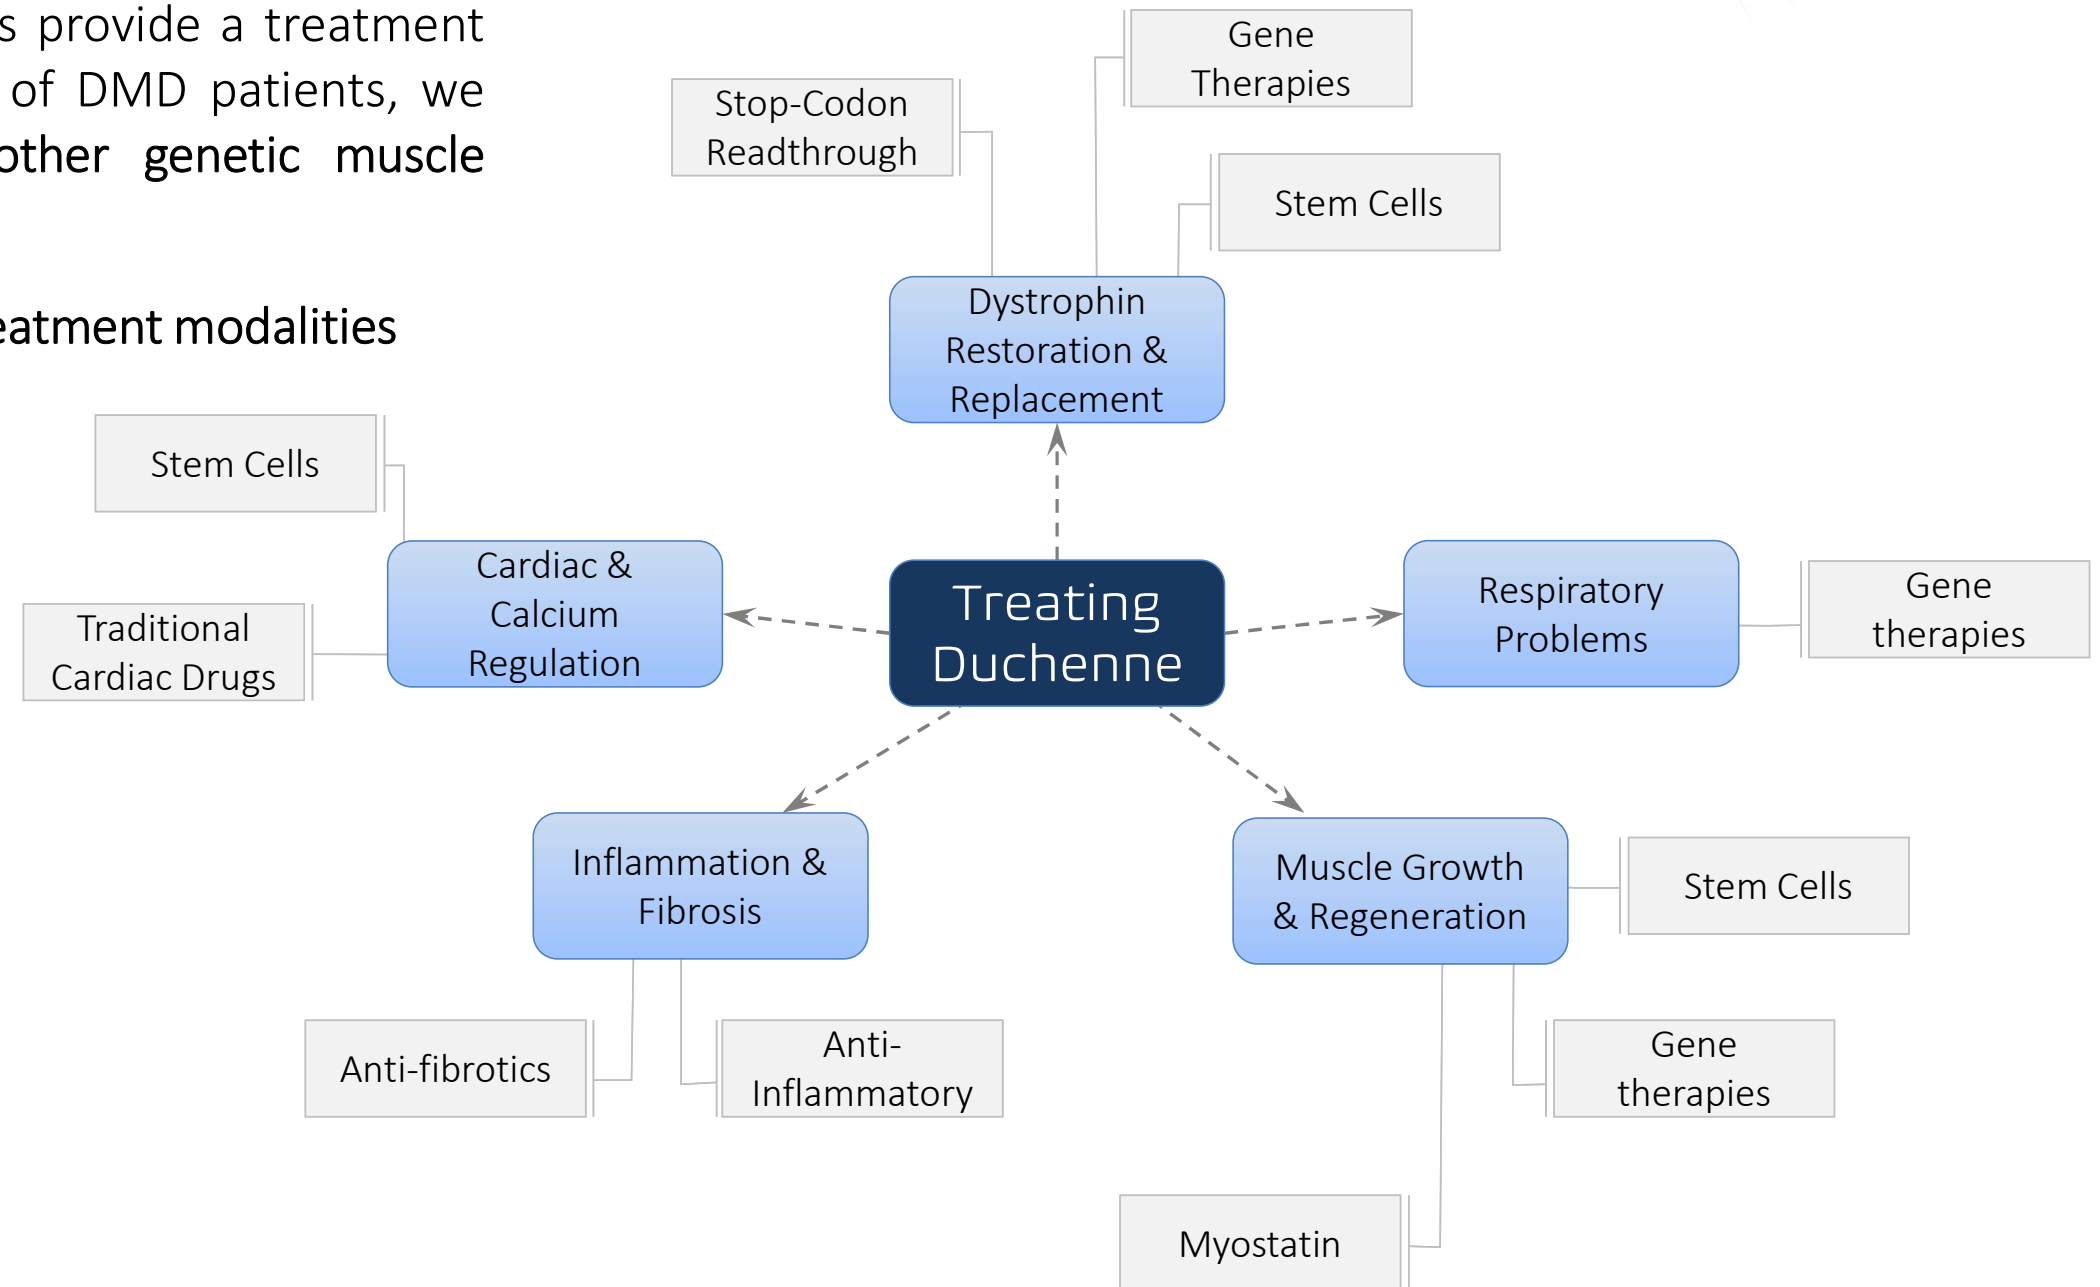 s provide a treatment
of DMD patients, we
other genetic muscle
eatment modalities
Gene
Therapies
Stop-Codon
Readthrough
Stem Cells
Dystrophin
Restoration &
Replacement
Stem Cells
Cardiac &
Calcium
Regulation
Traditional
Cardiac Drugs
Treating
Duchenne
Respiratory
Problems
Gene
therapies
Inflammation &
Fibrosis
Muscle Growth
& Regeneration
Stem Cells
Anti-fibrotics
Anti-
Inflammatory
Gene
therapies
Myostatin